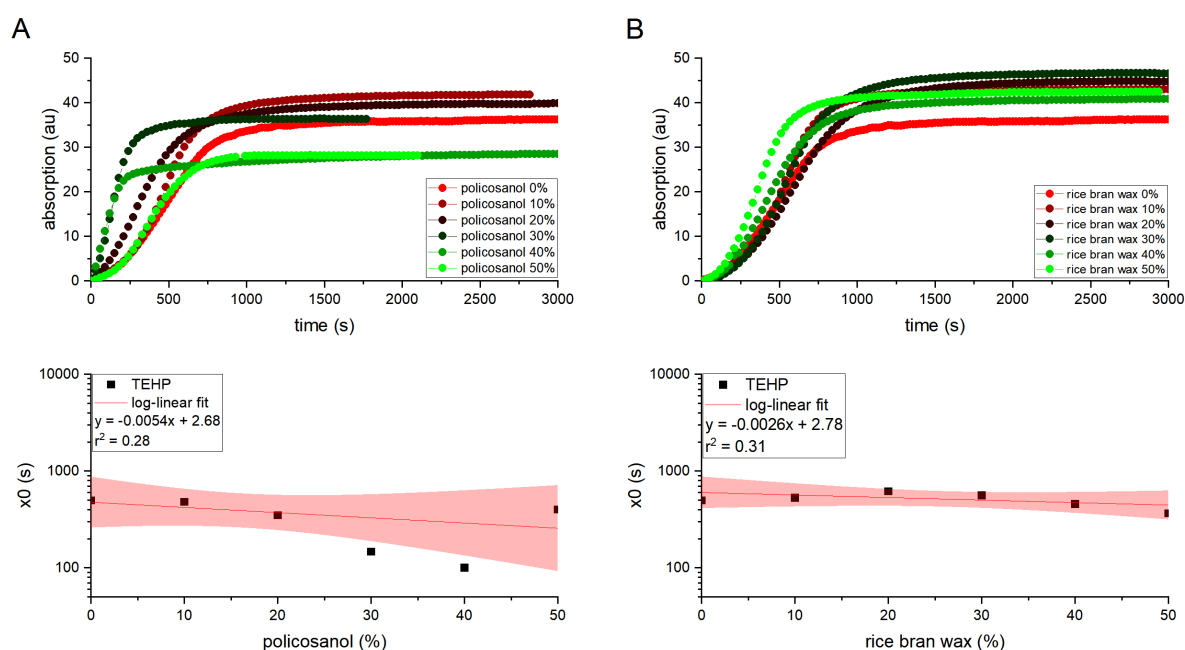 A
absorption (au)
50
40
30
20
10
0
policosanol 0%
policosanol 10%
policosanol 20%
policosanol 30%
policosanol 40%
policosanol 50%
0 500 1000 1500 2000 2500 3000
time (s)
B
absorption (au)
50
40
30
20
10
0
rice bran wax 0%
rice bran wax 10%
rice bran wax 20%
rice bran wax 30%
rice bran wax 40%
rice bran wax 50%
0 500 1000 1500 2000 2500 3000
time (s)
x0 (s)
10000
1000
100
TEHP
log-linear fit
y = -0.0054x + 2.68
r² = 0.28
0 10 20 30 40 50
policosanol (%)
x0 (s)
10000
1000
100
TEHP
log-linear fit
y = -0.0026x + 2.78
r² = 0.31
0 10 20 30 40 50
rice bran wax (%)